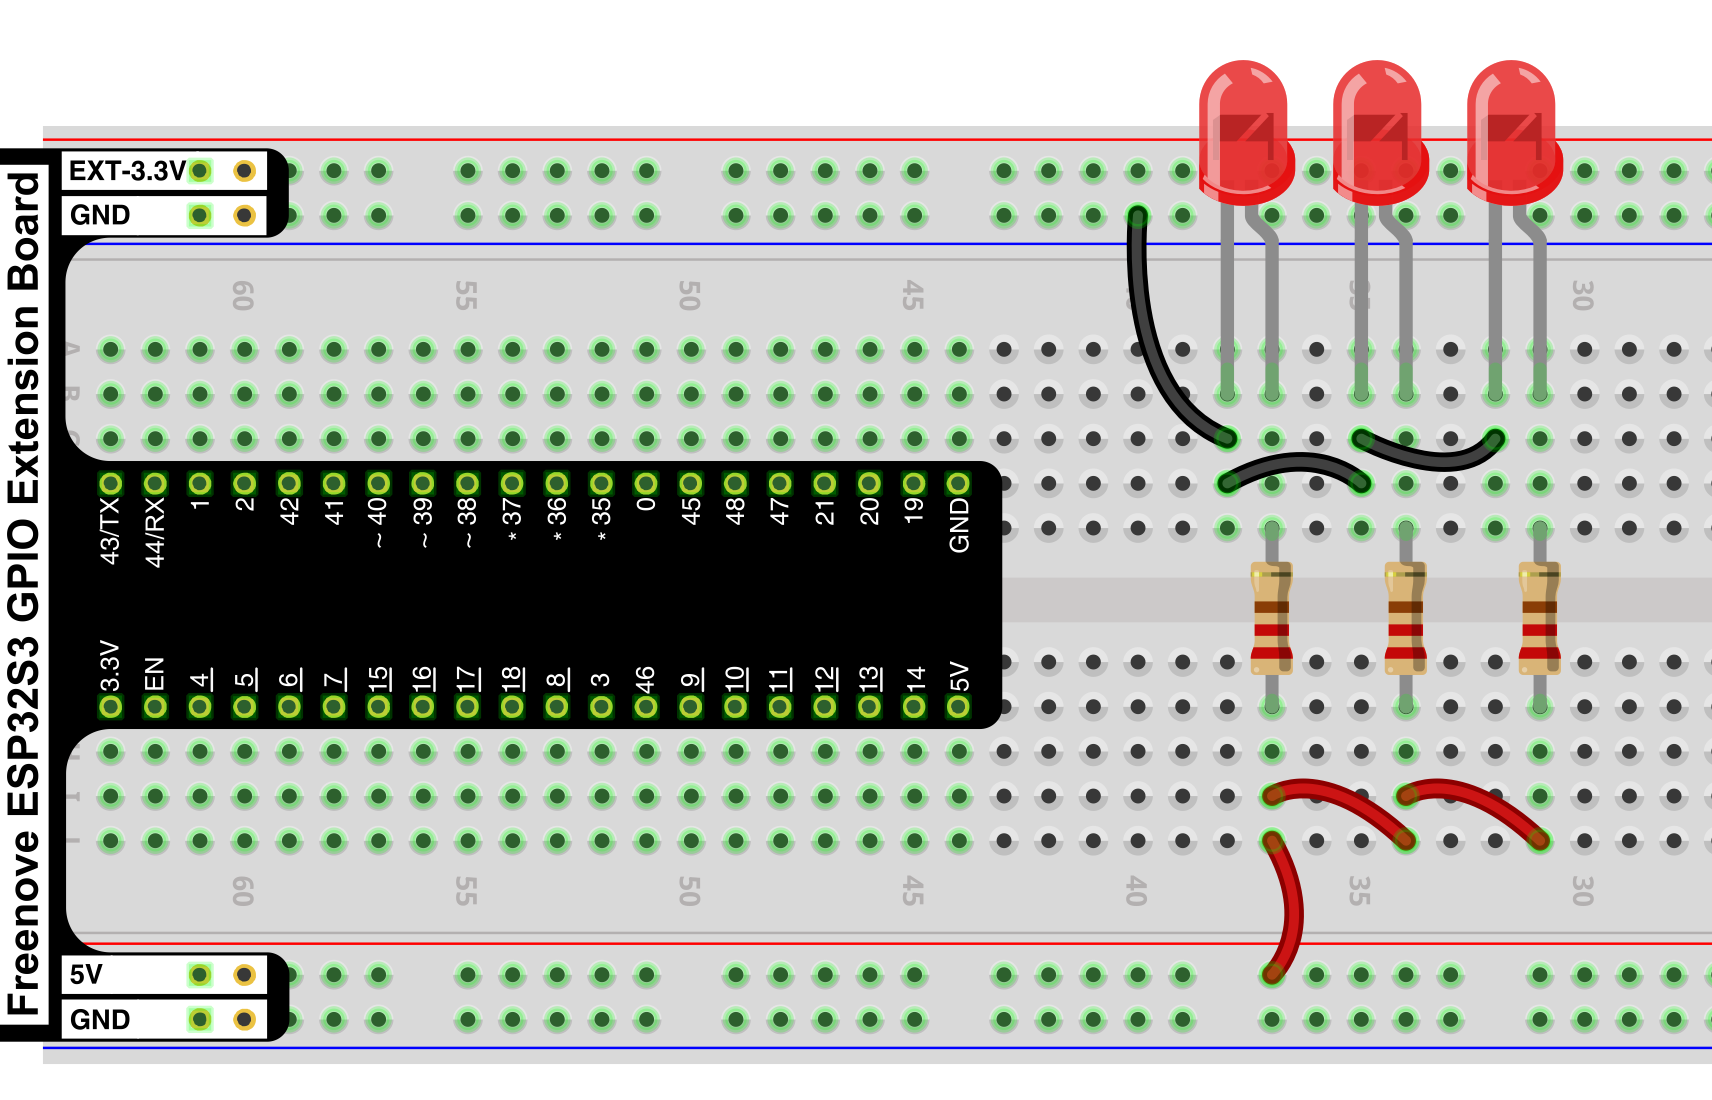 Freenove ESP32S3 GPIO Extension Board
EXT-3.3V
GND
60 55 50 45 30
A
B
43/TX 44/RX 1 2 42 41 ~ 40 ~ 39 ~ 38 * 37 * 36 * 35 0 45 48 47 21 20 19 GND
3.3V EN 4 5 6 7 15 16 17 18 8 3 46 9 10 11 12 13 14 5V
I
60 55 50 45 40 35 30
5V
GND